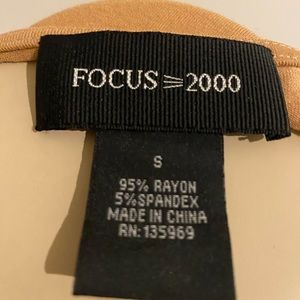 FOCUS⋝2000
S
95% RAYON
5%SPANDEX
MADE IN CHINA
RN: 135969